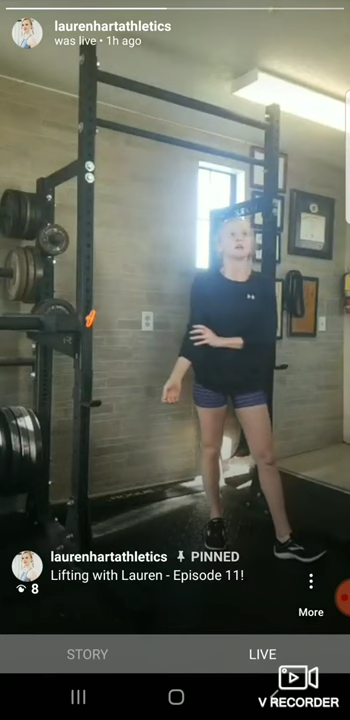 laurenhartathletics
was live • 1h ago
laurenhartathletics PINNED
Lifting with Lauren - Episode 11!
8
More
STORY
LIVE
V RECORDER